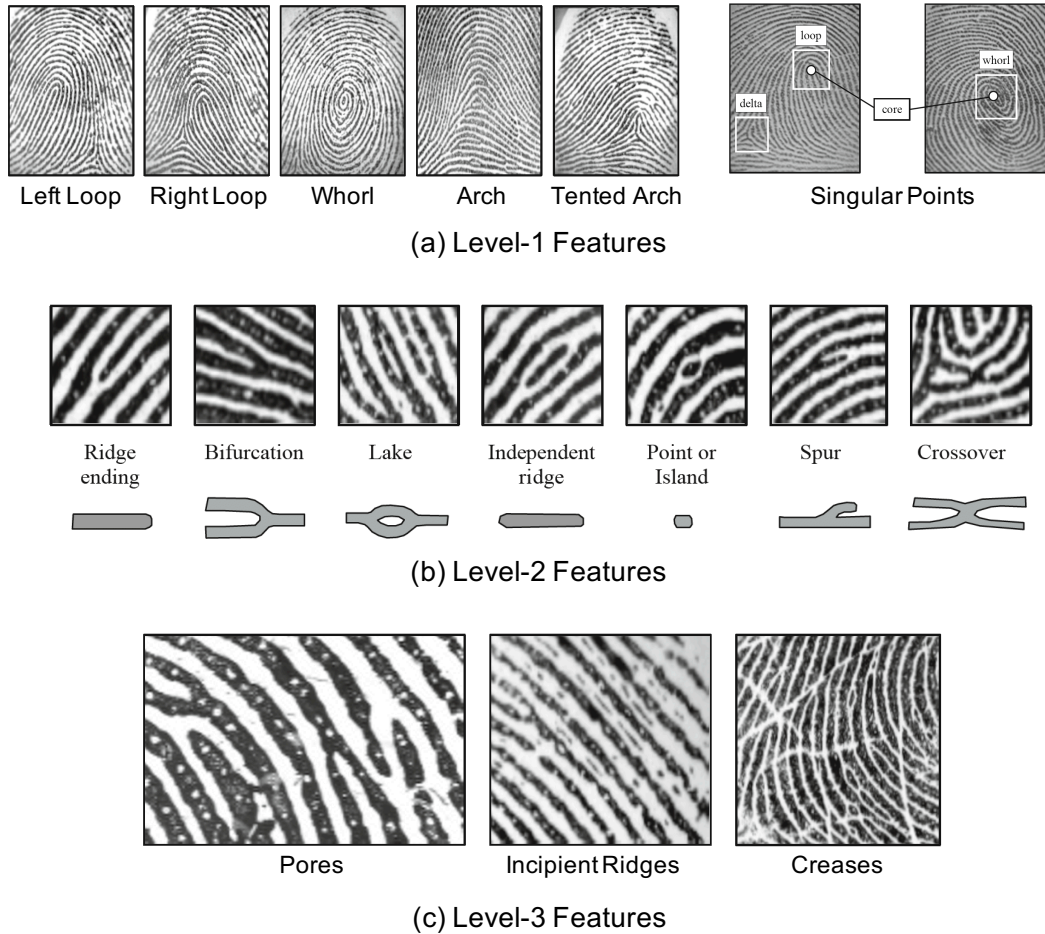 loop
whorl
delta
core
Left Loop
Right Loop
Whorl
Arch
Tented Arch
Singular Points
(a) Level-1 Features
Ridge
ending
Bifurcation
Lake
Independent
ridge
Point or
Island
Spur
Crossover
(b) Level-2 Features
Pores
Incipient Ridges
Creases
(c) Level-3 Features